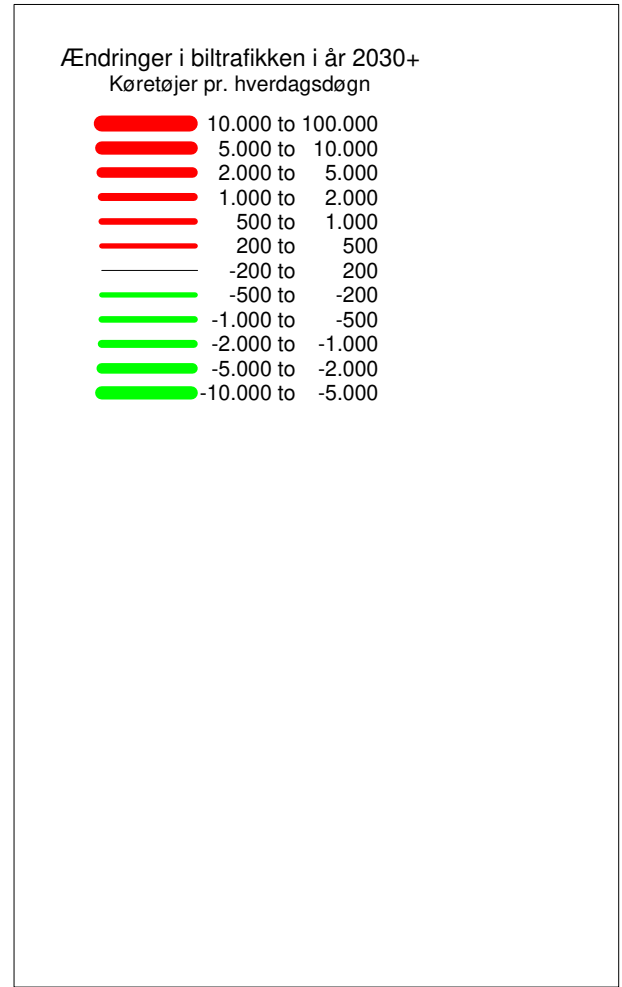 Ændringer i biltrafikken i år 2030+
Køretøjer pr. hverdagsdøgn
10.000 to 100.000
5.000 to 10.000
2.000 to 5.000
1.000 to 2.000
500 to 1.000
200 to 500
-200 to 200
-500 to -200
-1.000 to -500
-2.000 to -1.000
-5.000 to -2.000
-10.000 to -5.000